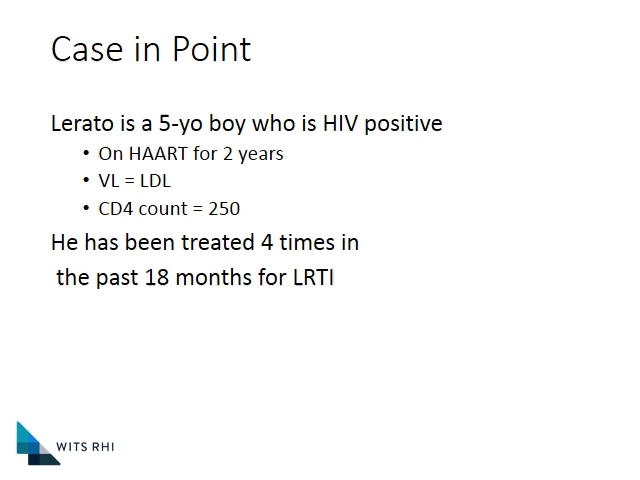 Case in Point
Lerato is a 5-yo boy who is HIV positive
• On HAART for 2 years
• VL = LDL
• CD4 count = 250
He has been treated 4 times in
the past 18 months for LRTI
WITS RHI